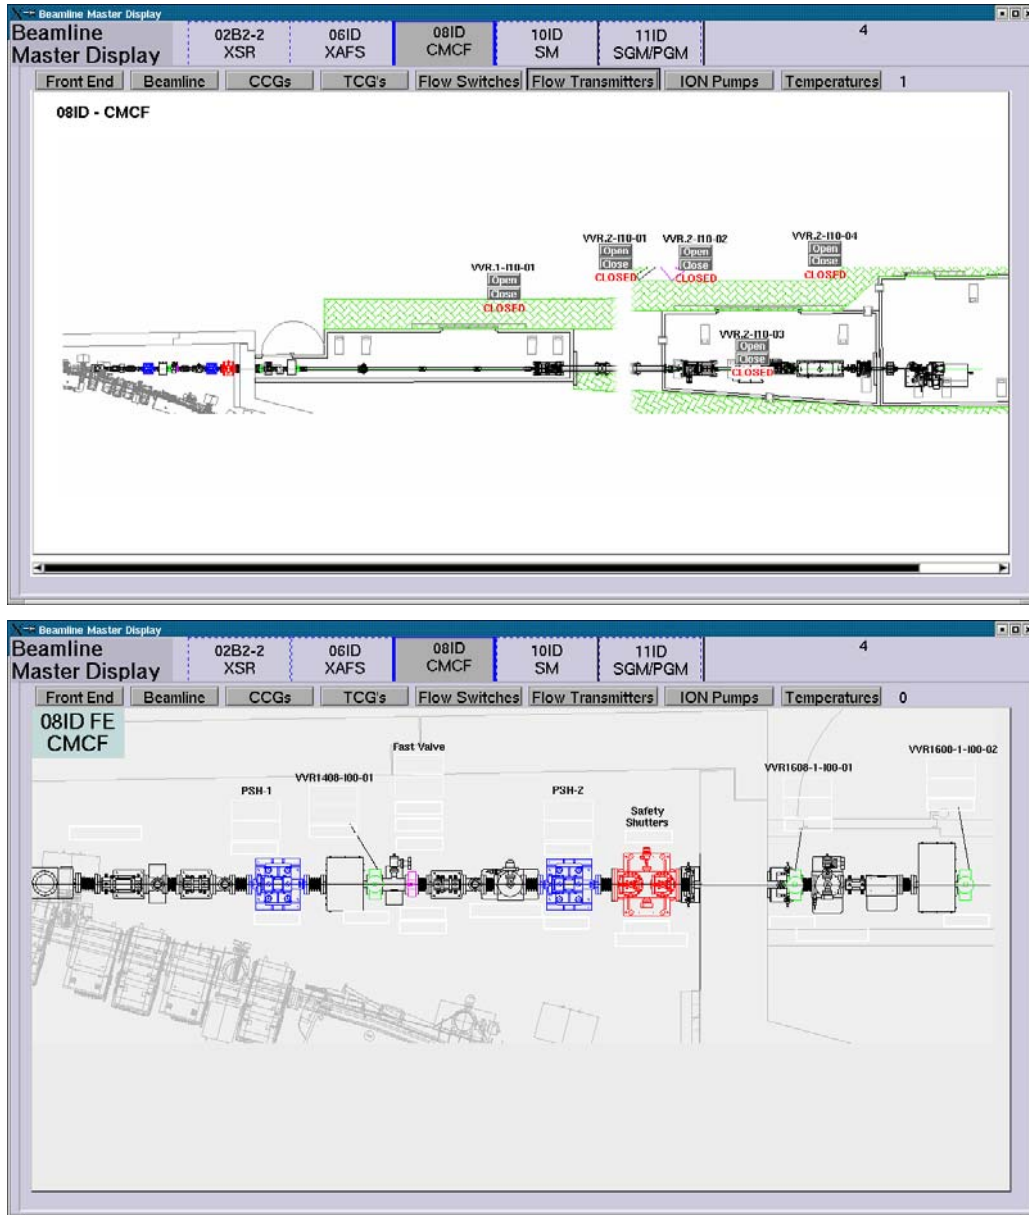 Beamline Master Display
Beamline
Master Display
02B2-2
XSR
06ID
XAFS
08ID
CMCF
10ID
SM
11ID
SGM/PGM
4
Front End
Beamline
CCGs
TCG's
Flow Switches
Flow Transmitters
ION Pumps
Temperatures
1
08ID - CMCF
VVR.1-I10-01
Open
Close
CLOSED
VVR.2-I10-01
Open
Close
CLOSED
VVR.2-I10-02
Open
Close
CLOSED
VVR.2-I10-04
Open
Close
CLOSED
VVR.2-I10-03
Open
Close
CLOSED
Beamline Master Display
Beamline
Master Display
02B2-2
XSR
06ID
XAFS
08ID
CMCF
10ID
SM
11ID
SGM/PGM
4
Front End
Beamline
CCGs
TCG's
Flow Switches
Flow Transmitters
ION Pumps
Temperatures
0
08ID FE
CMCF
PSH-1
VVR1408-I00-01
Fast Valve
PSH-2
Safety
Shutters
VVR1608-1-I00-01
VVR1608-1-I00-02